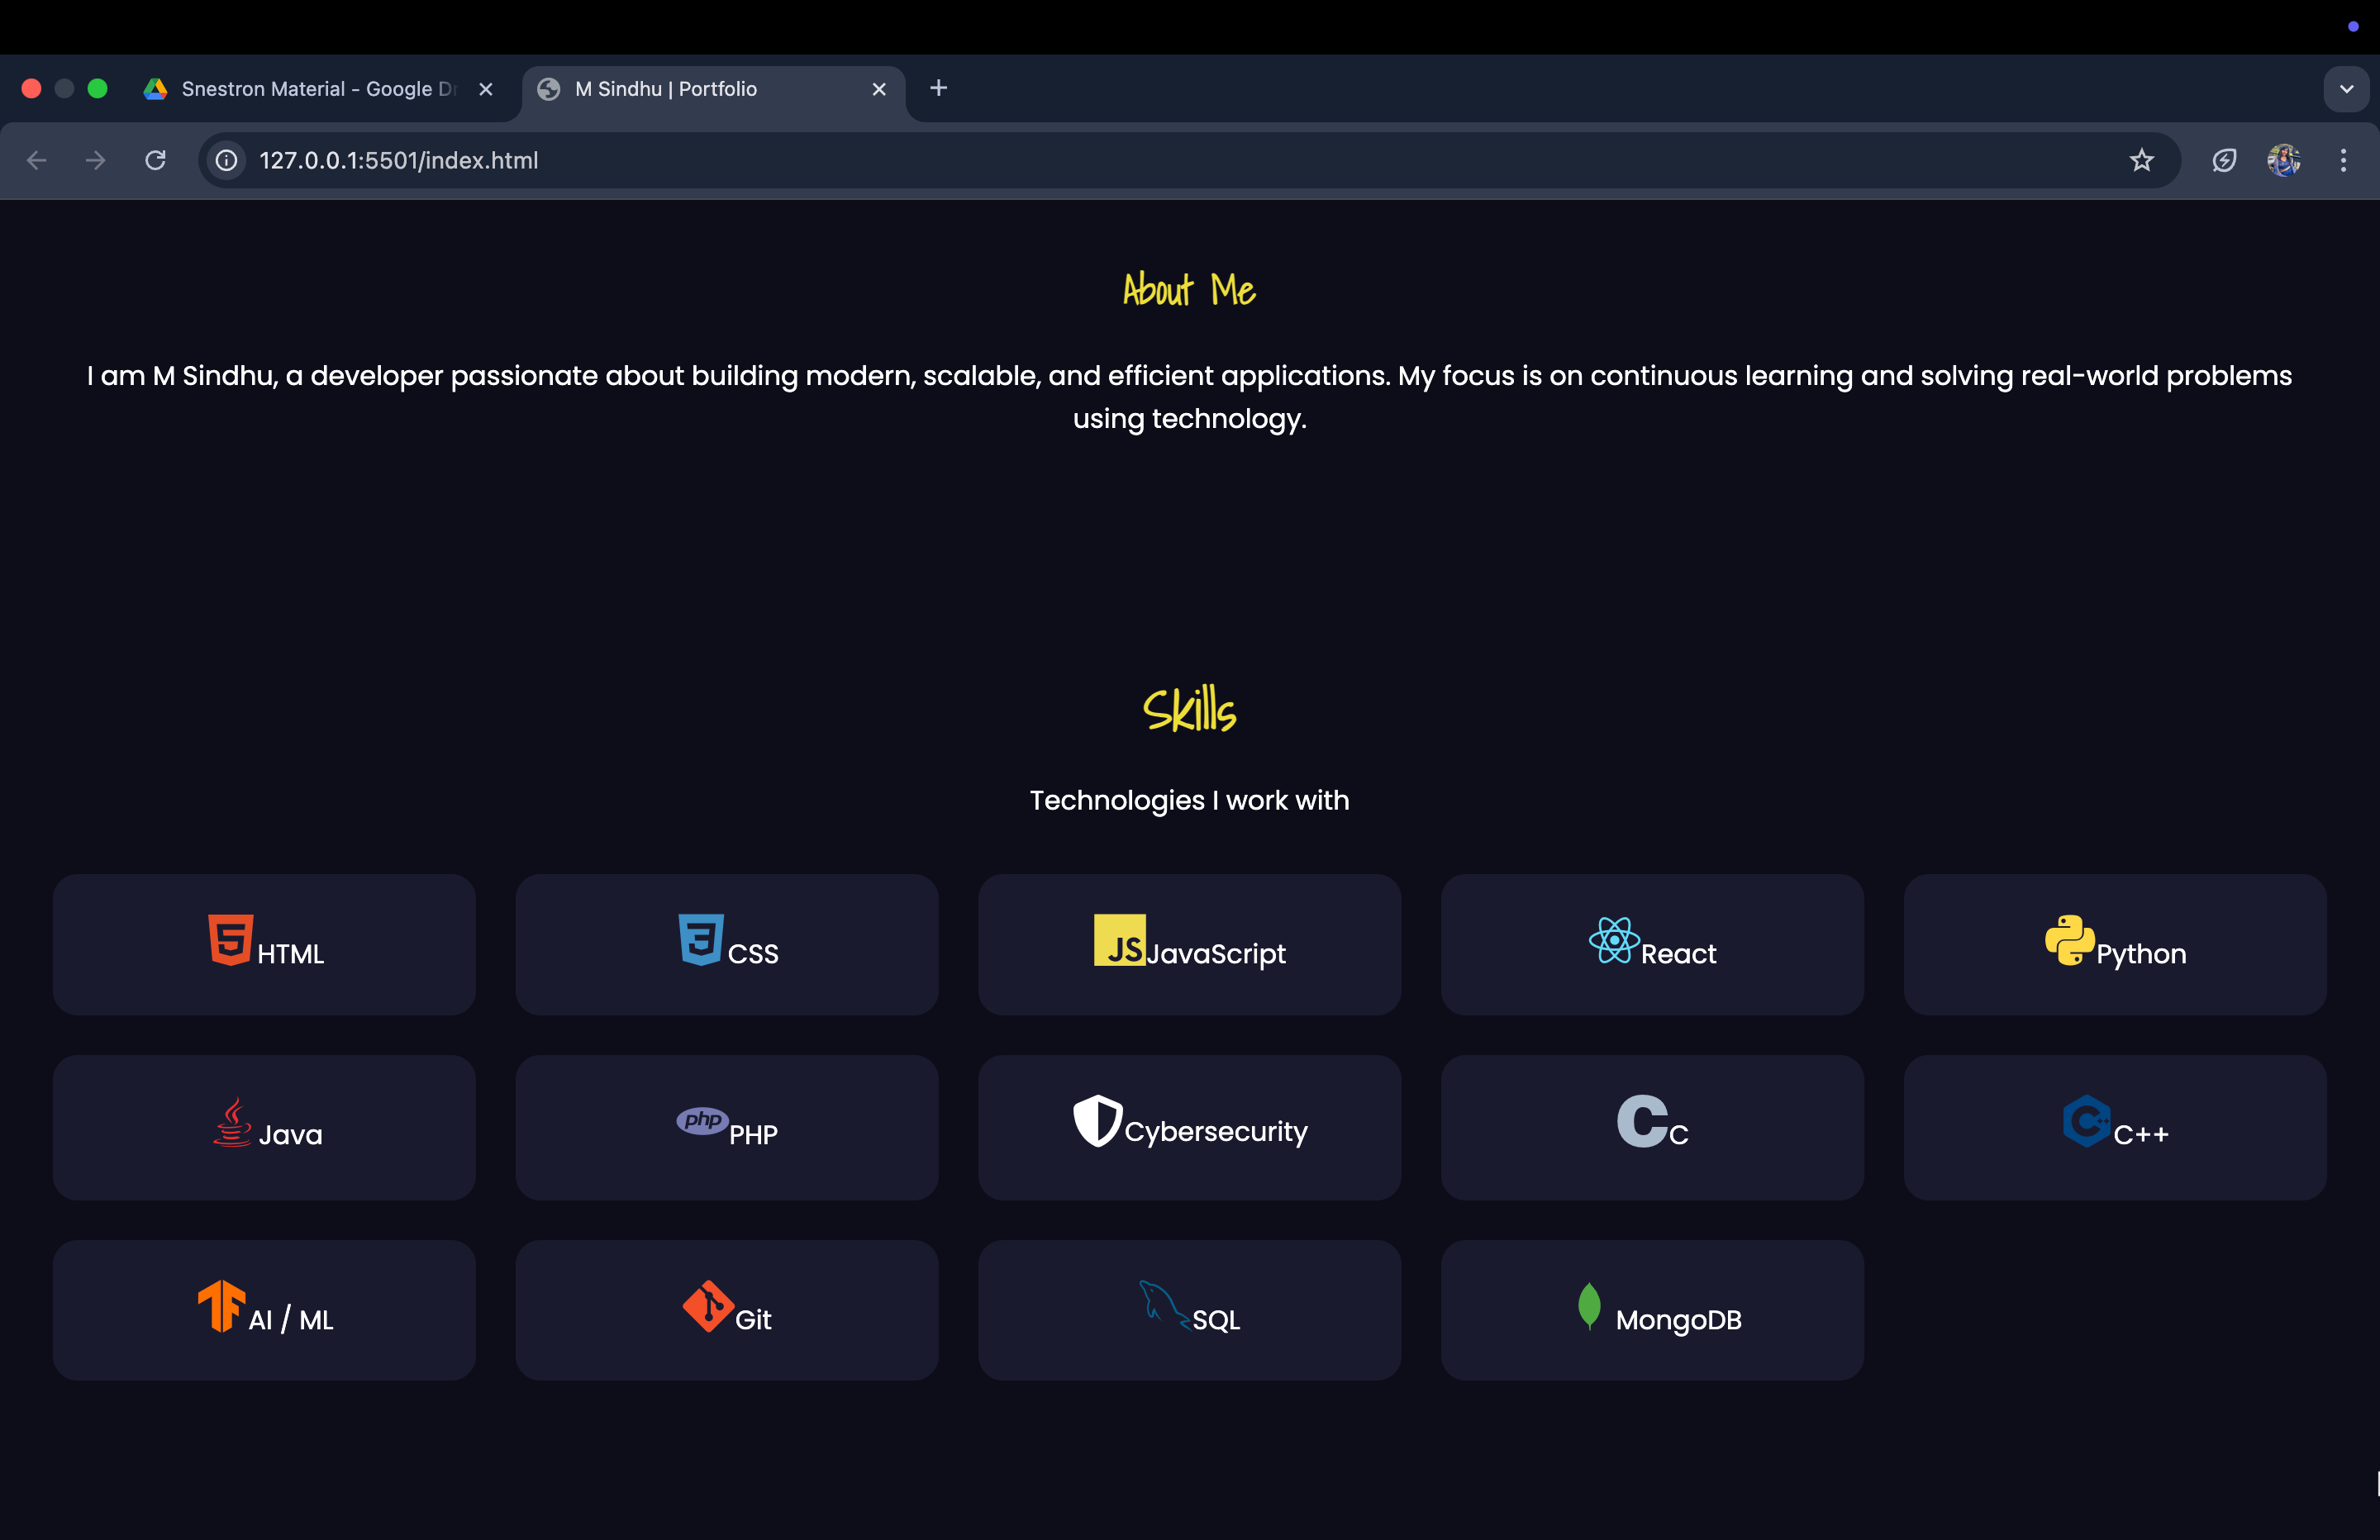 Snestron Material - Google Dr
M Sindhu | Portfolio
127.0.0.1:5501/index.html
About Me
I am M Sindhu, a developer passionate about building modern, scalable, and efficient applications. My focus is on continuous learning and solving real-world problems
using technology.
Skills
Technologies I work with
HTML
CSS
JS JavaScript
React
Python
Java
php PHP
Cybersecurity
C C
C C++
AI / ML
Git
SQL
MongoDB